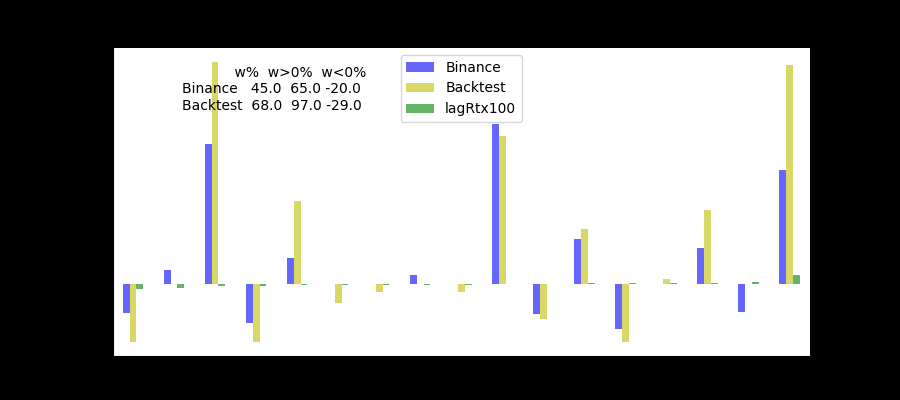 w%  w>0%  w<0%
Binance   45.0  65.0 -20.0
Backtest  68.0  97.0 -29.0
Binance
Backtest
lagRtx100